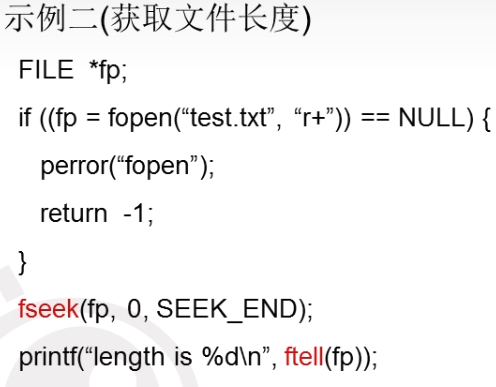 示例二(获取文件长度)
FILE *fp;
if ((fp = fopen(“test.txt”, “r+”)) == NULL) {
perror(“fopen”);
return -1;
}
fseek(fp, 0, SEEK_END);
printf(“length is %d\n”, ftell(fp));